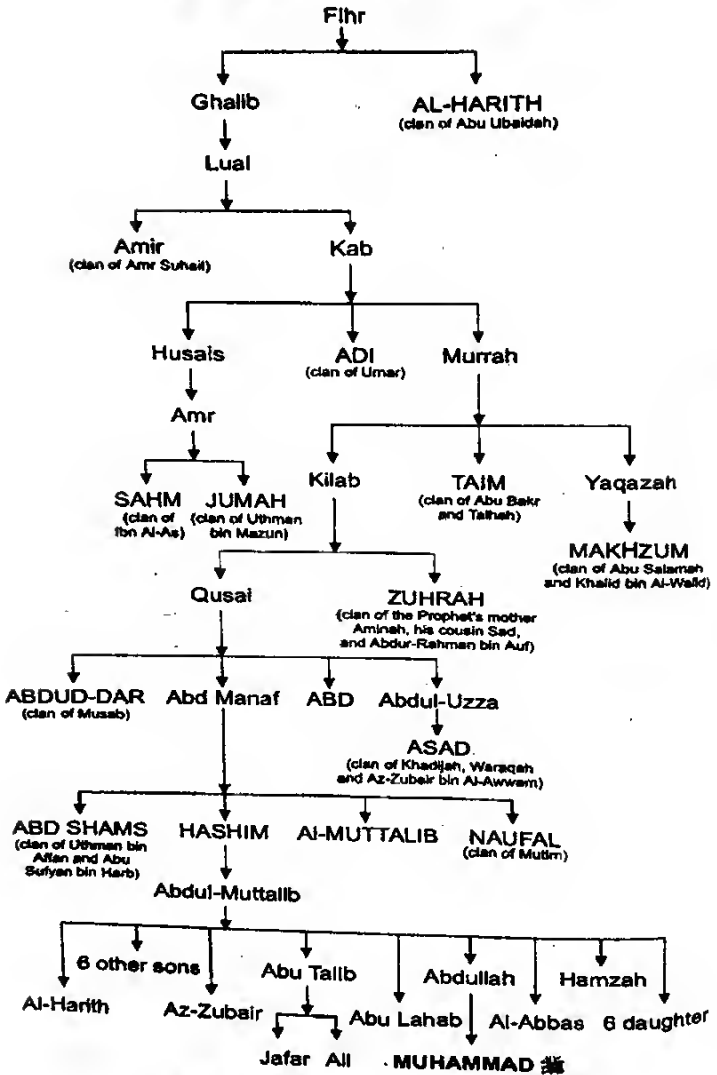 Fihr
Ghalib
AL-HARITH
(clan of Abu Ubaidah)
Luai
Amir
(clan of Amr Suhail)
Kab
Husais
ADI
(clan of Umar)
Murrah
Amr
SAHM
(clan of
Ibn Al-As)
JUMAH
(clan of Uthman
bin Mazun)
Kilab
TAIM
(clan of Abu Bakr
and Talhah)
Yaqazah
MAKHZUM
(clan of Abu Salamah
and Khalid bin Al-Walid)
Qusai
ZUHRAH
(clan of the Prophet's mother
Aminah, his cousin Sad,
and Abdur-Rahman bin Auf)
ABDUD-DAR
(clan of Musab)
Abd Manaf
ABD
Abdul-Uzza
ASAD
(clan of Khadijah, Waraqah
and Az-Zubair bin Al-Awwam)
ABD SHAMS
(clan of Uthman bin
Affan and Abu
Sufyan bin Harb)
HASHIM
Al-MUTTALIB
NAUFAL
(clan of Mutim)
Abdul-Muttalib
Al-Harith
6 other sons
Az-Zubair
Abu Talib
Abu Lahab
Abdullah
Al-Abbas
Hamzah
6 daughter
Jafar
Ali
MUHAMMAD ﷺ